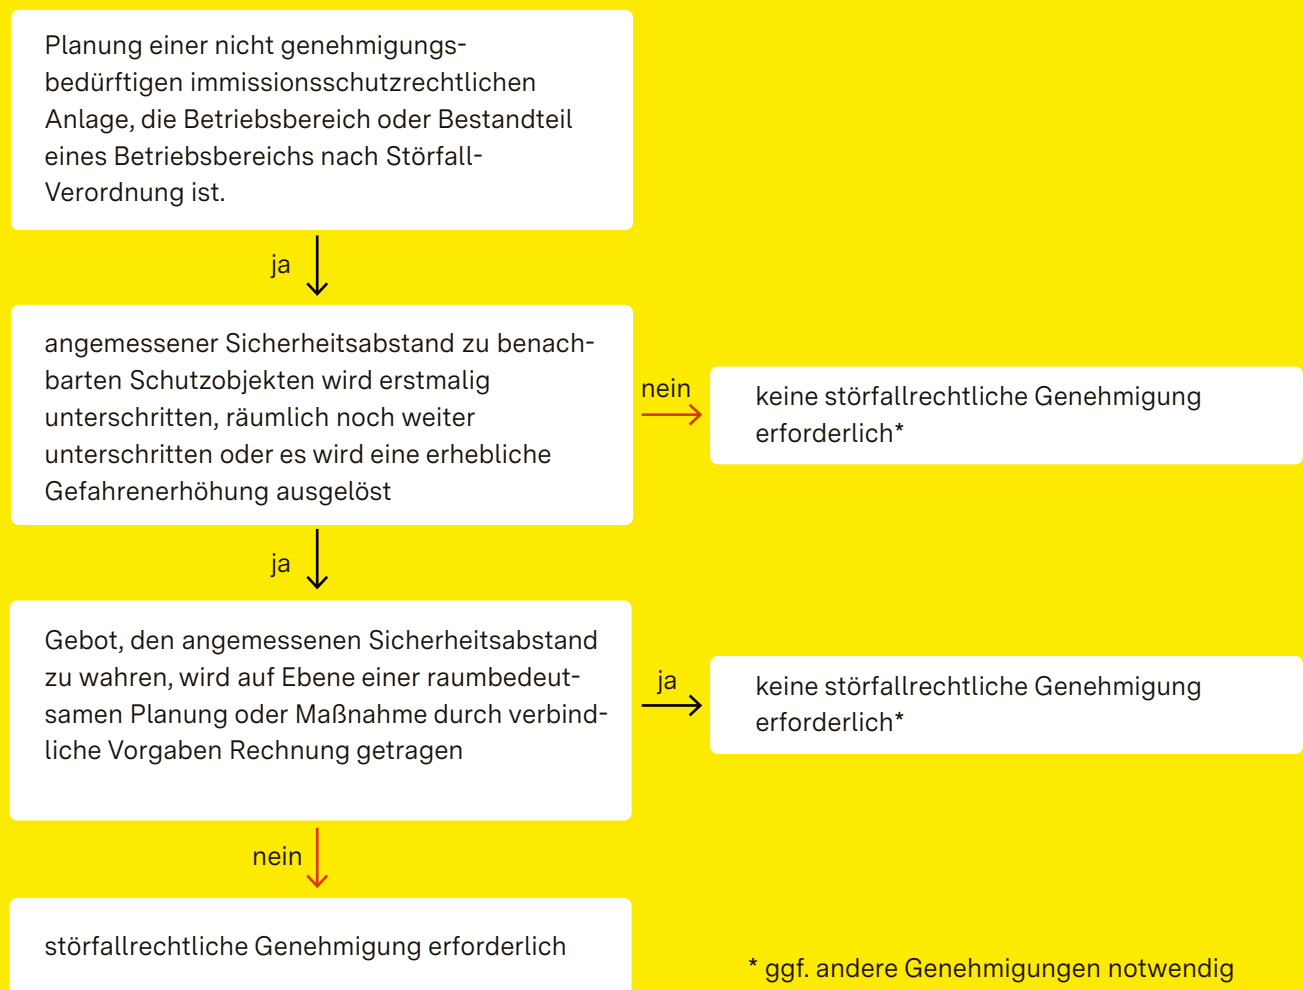 Planung einer nicht genehmigungs-
bedürftigen immissionsschutzrechtlichen
Anlage, die Betriebsbereich oder Bestandteil
eines Betriebsbereichs nach Störfall-
Verordnung ist.
ja
angemessener Sicherheitsabstand zu benach-
barten Schutzobjekten wird erstmalig
unterschritten, räumlich noch weiter
unterschritten oder es wird eine erhebliche
Gefahrenerhöhung ausgelöst
nein
keine störfallrechtliche Genehmigung
erforderlich*
ja
Gebot, den angemessenen Sicherheitsabstand
zu wahren, wird auf Ebene einer raumbedeut-
samen Planung oder Maßnahme durch verbind-
liche Vorgaben Rechnung getragen
ja
keine störfallrechtliche Genehmigung
erforderlich*
nein
störfallrechtliche Genehmigung erforderlich
* ggf. andere Genehmigungen notwendig